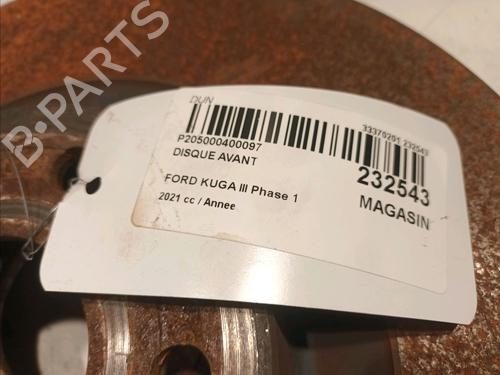 B-PARTS
DUN
33370201 232543
P205000400097
DISQUE AVANT
232543
FORD KUGA III Phase 1
MAGASIN
2021 cc / Annee